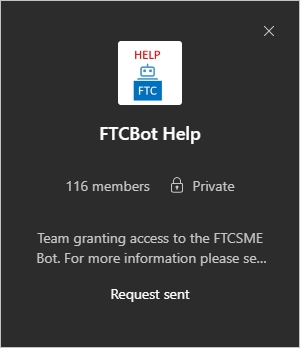 HELP
FTC
FTCBot Help
116 members Private
Team granting access to the FTCSME
Bot. For more information please se...
Request sent